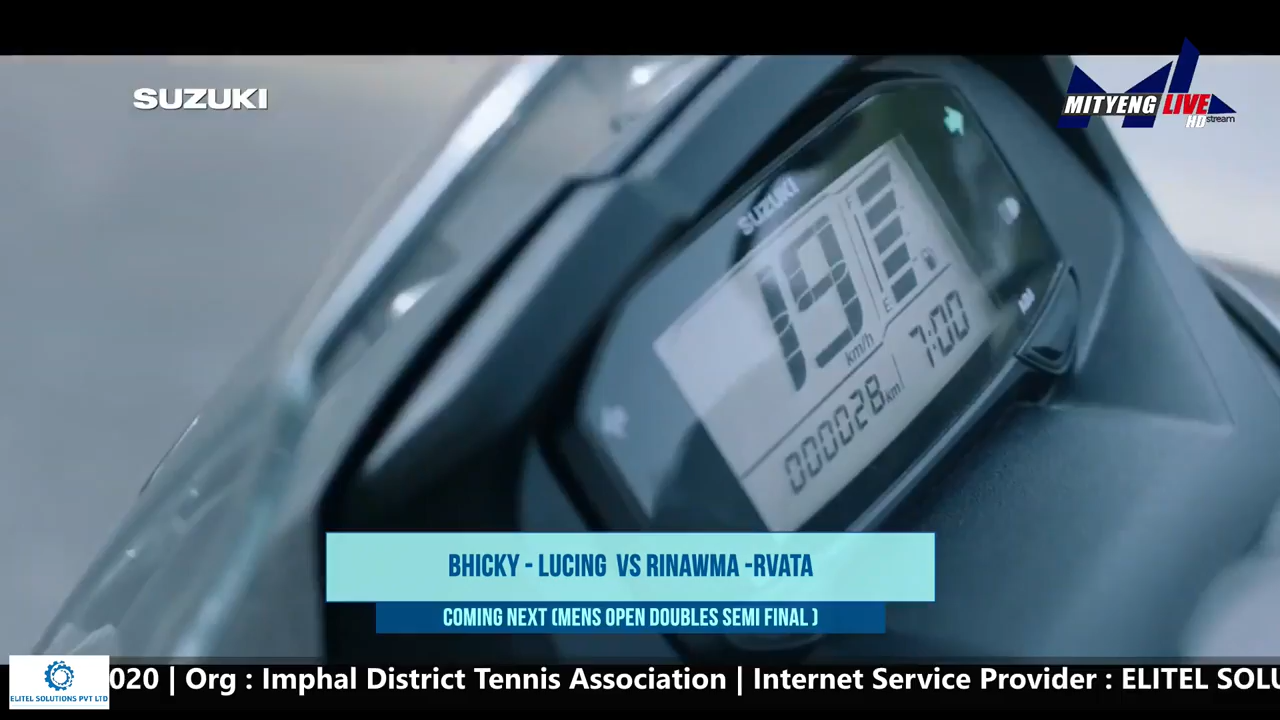 SUZUKI
MITYENG LIVE
HD stream
SUZUKI
F
19
km/h
E
7:00
000028 km
BHICKY - LUCING VS RINAWMA -RVATA
COMING NEXT (MENS OPEN DOUBLES SEMI FINAL )
ELITEL SOLUTIONS PVT LTD
020 | Org : Imphal District Tennis Association | Internet Service Provider : ELITEL SOLU